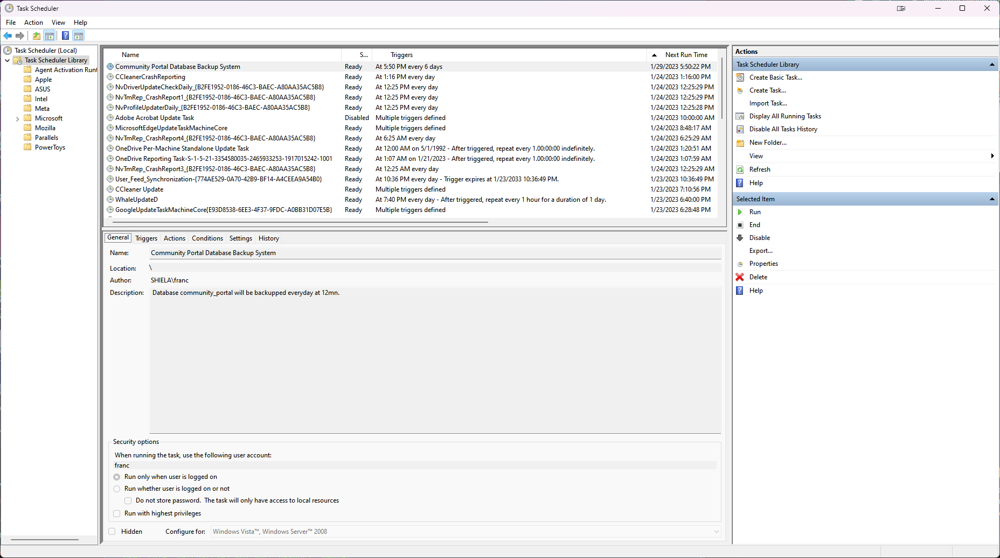 Task Scheduler
File Action View Help
Task Scheduler (Local)
Task Scheduler Library
Agent Activation Runt
Apple
ASUS
Intel
Meta
Microsoft
Mozilla
Parallels
PowerToys
Name S... Triggers Next Run Time
Community Portal Database Backup System Ready At 5:50 PM every 6 days 1/29/2023 5:50:22 PM
CCleanerCrashReporting Ready At 1:16 PM every day 1/24/2023 1:16:00 PM
NvDriverUpdateCheckDaily_{B2FE1952-0186-46C3-BAEC-A80AA35AC5B8} Ready At 12:25 PM every day 1/24/2023 12:25:29 PM
NvTmRep_CrashReport1_{B2FE1952-0186-46C3-BAEC-A80AA35AC5B8} Ready At 12:25 PM every day 1/24/2023 12:25:29 PM
NvProfileUpdaterDaily_{B2FE1952-0186-46C3-BAEC-A80AA35AC5B8} Ready At 12:25 PM every day 1/24/2023 12:25:28 PM
Adobe Acrobat Update Task Disabled Multiple triggers defined 1/24/2023 10:00:00 AM
MicrosoftEdgeUpdateTaskMachineCore Ready Multiple triggers defined 1/24/2023 8:48:17 AM
NvTmRep_CrashReport4_{B2FE1952-0186-46C3-BAEC-A80AA35AC5B8} Ready At 6:25 AM every day 1/24/2023 6:25:29 AM
OneDrive Per-Machine Standalone Update Task Ready At 12:00 AM on 5/1/1992 - After triggered, repeat every 1.00:00:00 indefinitely. 1/24/2023 1:20:51 AM
OneDrive Reporting Task-S-1-5-21-3354580035-2465933253-1917015242-1001 Ready At 1:07 AM on 1/21/2023 - After triggered, repeat every 1.00:00:00 indefinitely. 1/24/2023 1:07:59 AM
NvTmRep_CrashReport3_{B2FE1952-0186-46C3-BAEC-A80AA35AC5B8} Ready At 12:25 AM every day 1/24/2023 12:25:29 AM
User_Feed_Synchronization-{774AE529-0A70-42B9-BF14-A4CEEA9A54B0} Ready At 10:36 PM every day - Trigger expires at 1/23/2033 10:36:49 PM. 1/23/2023 10:36:49 PM
CCleaner Update Ready Multiple triggers defined 1/23/2023 7:10:56 PM
WhaleUpdateD Ready At 7:40 PM every day - After triggered, repeat every 1 hour for a duration of 1 day. 1/23/2023 6:40:00 PM
GoogleUpdateTaskMachineCore{E93D8538-6EE3-4F37-9FDC-A0BB31D07E5B} Ready Multiple triggers defined 1/23/2023 6:28:48 PM
General Triggers Actions Conditions Settings History
Name: Community Portal Database Backup System
Location: \
Author: SHIELA\franc
Description: Database community_portal will be backupped everyday at 12mn.
Security options
When running the task, use the following user account:
franc
Run only when user is logged on
Run whether user is logged on or not
Do not store password. The task will only have access to local resources
Run with highest privileges
Hidden Configure for: Windows Vista™, Windows Server™ 2008
Actions
Task Scheduler Library
Create Basic Task...
Create Task...
Import Task...
Display All Running Tasks
Disable All Tasks History
New Folder...
View
Refresh
Help
Selected Item
Run
End
Disable
Export...
Properties
Delete
Help